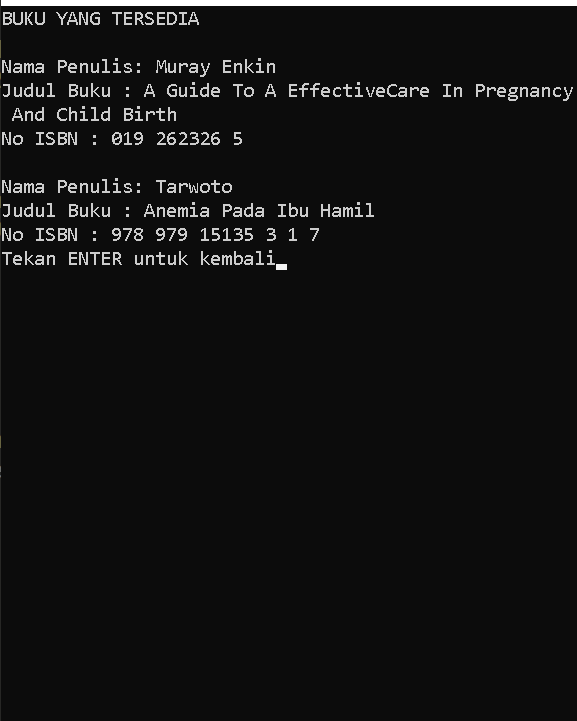 BUKU YANG TERSEDIA
Nama Penulis: Muray Enkin
Judul Buku : A Guide To A EffectiveCare In Pregnancy
And Child Birth
No ISBN : 019 262326 5
Nama Penulis: Tarwoto
Judul Buku : Anemia Pada Ibu Hamil
No ISBN : 978 979 15135 3 1 7
Tekan ENTER untuk kembali